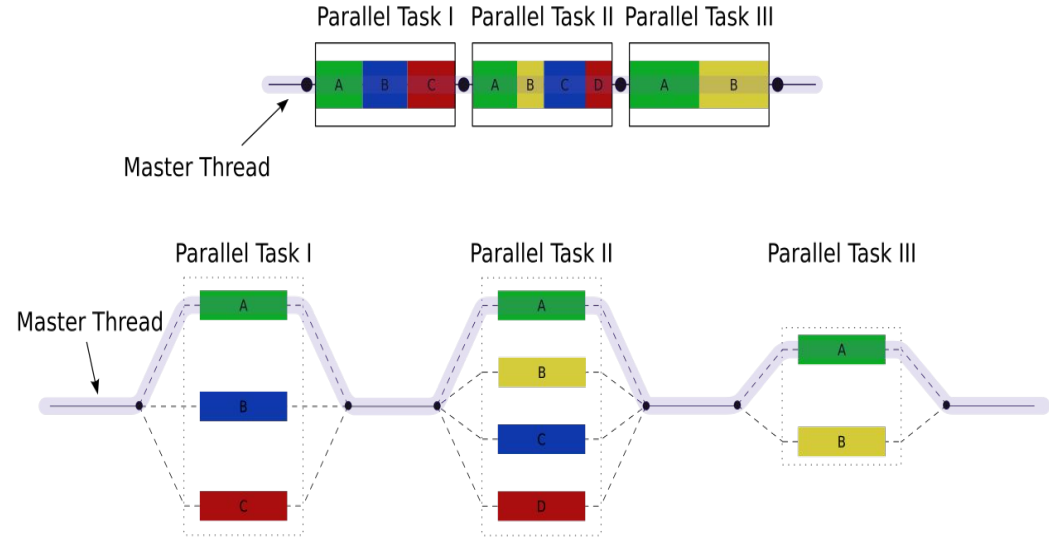 Parallel Task I Parallel Task II Parallel Task III
A B C A B C D A B
Master Thread
Parallel Task I Parallel Task II Parallel Task III
A A
Master Thread
B A
B
C B
C D